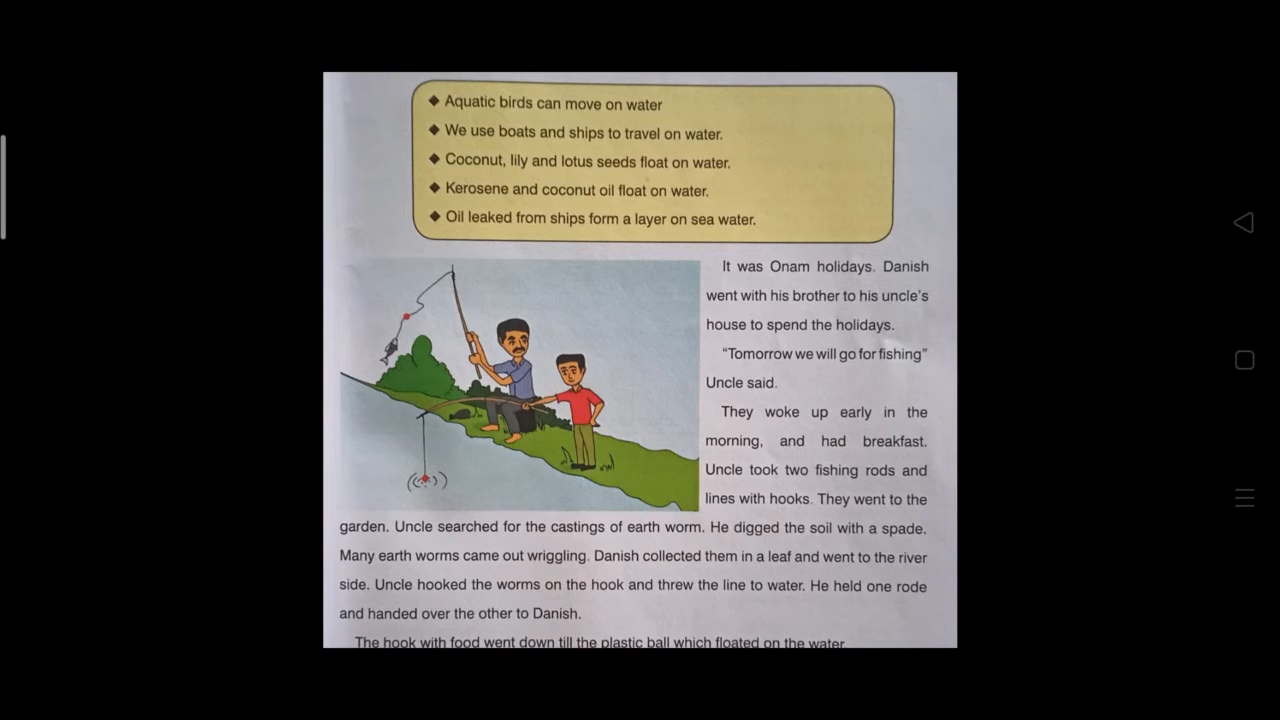 ◆ Aquatic birds can move on water
◆ We use boats and ships to travel on water.
◆ Coconut, lily and lotus seeds float on water.
◆ Kerosene and coconut oil float on water.
◆ Oil leaked from ships form a layer on sea water.
It was Onam holidays. Danish
went with his brother to his uncle's
house to spend the holidays.
“Tomorrow we will go for fishing”
Uncle said.
They woke up early in the
morning, and had breakfast.
Uncle took two fishing rods and
lines with hooks. They went to the
garden. Uncle searched for the castings of earth worm. He digged the soil with a spade.
Many earth worms came out wriggling. Danish collected them in a leaf and went to the river
side. Uncle hooked the worms on the hook and threw the line to water. He held one rode
and handed over the other to Danish.
The hook with food went down till the plastic ball which floated on the water